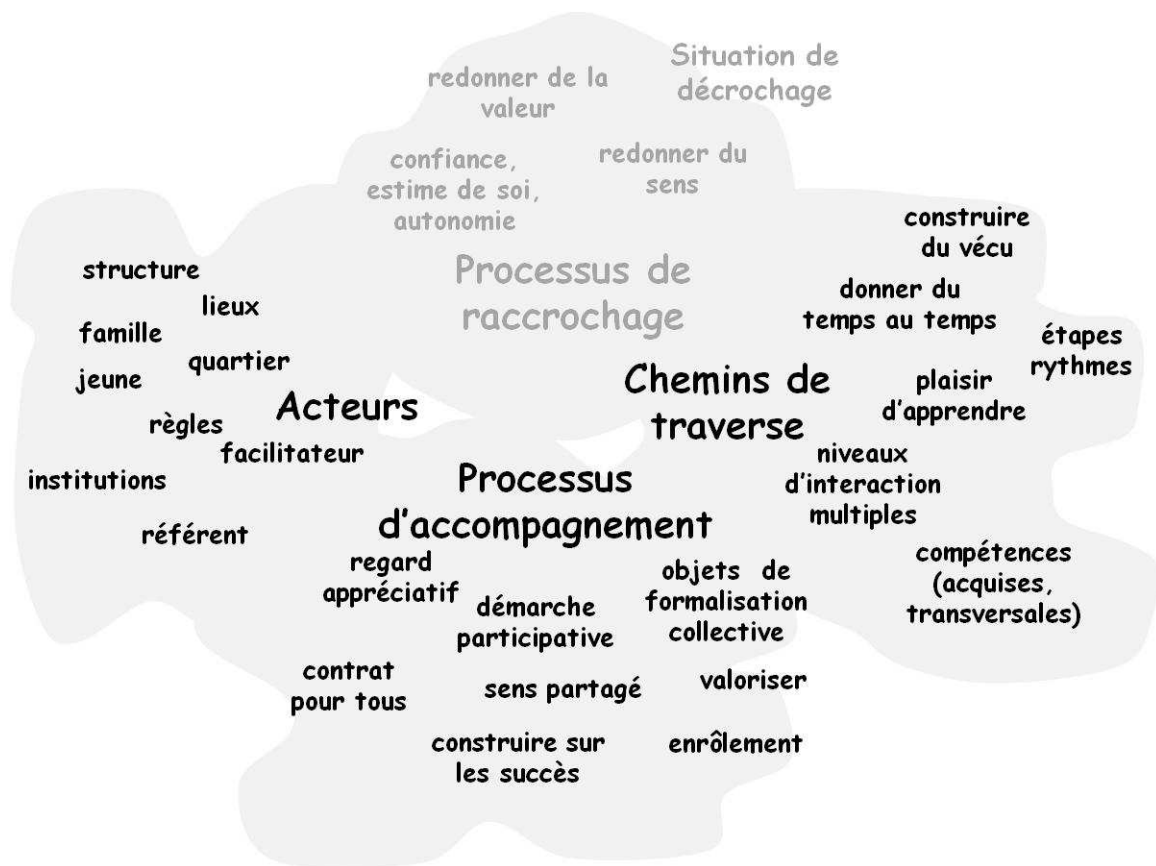 Situation de
décrochage
redonner de la
valeur
confiance,
estime de soi,
autonomie
redonner du
sens
Processus de
raccrochage
structure
lieux
famille
quartier
jeune
Acteurs
règles
facilitateur
institutions
référent
construire
du vécu
donner du
temps au temps
étapes
rythmes
Chemins de
traverse
plaisir
d'apprendre
niveaux
d'interaction
multiples
compétences
(acquises,
transversales)
Processus
d'accompagnement
regard
appréciatif
démarche
participative
objets de
formalisation
collective
contrat
pour tous
sens partagé
valoriser
construire sur
les succès
enrôlement